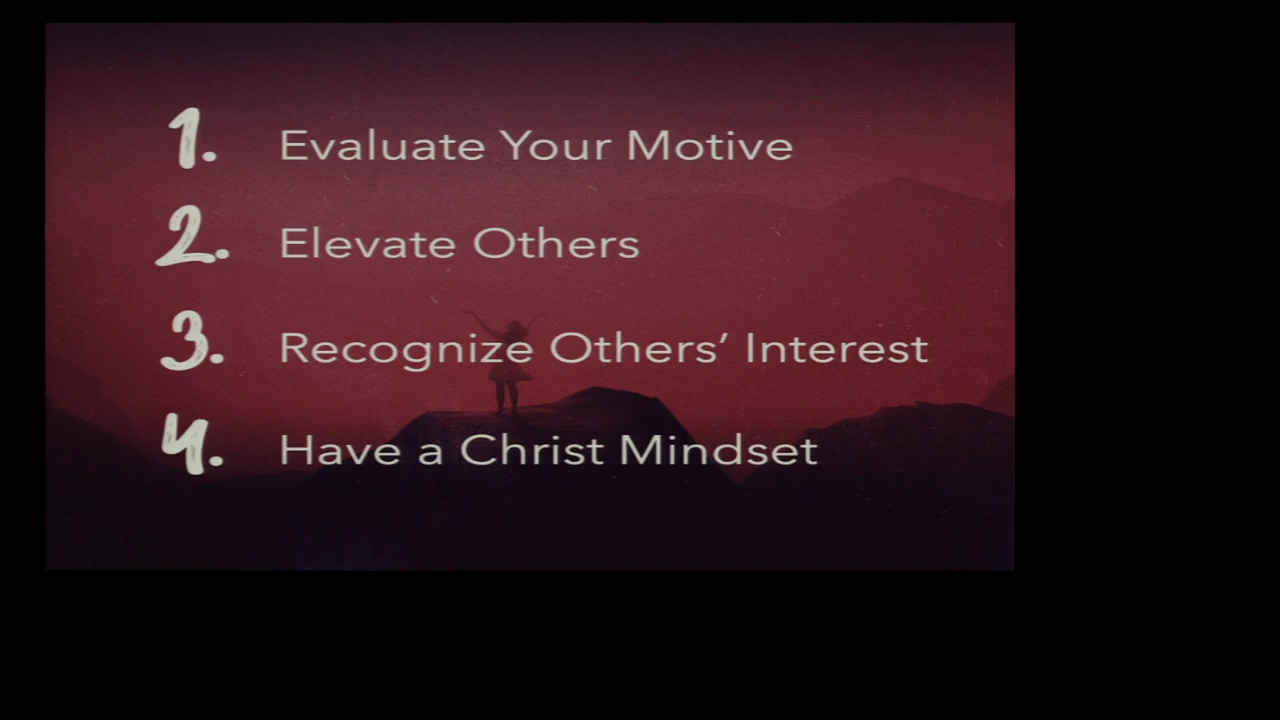 1. Evaluate Your Motive
2. Elevate Others
3. Recognize Others’ Interest
4. Have a Christ Mindset